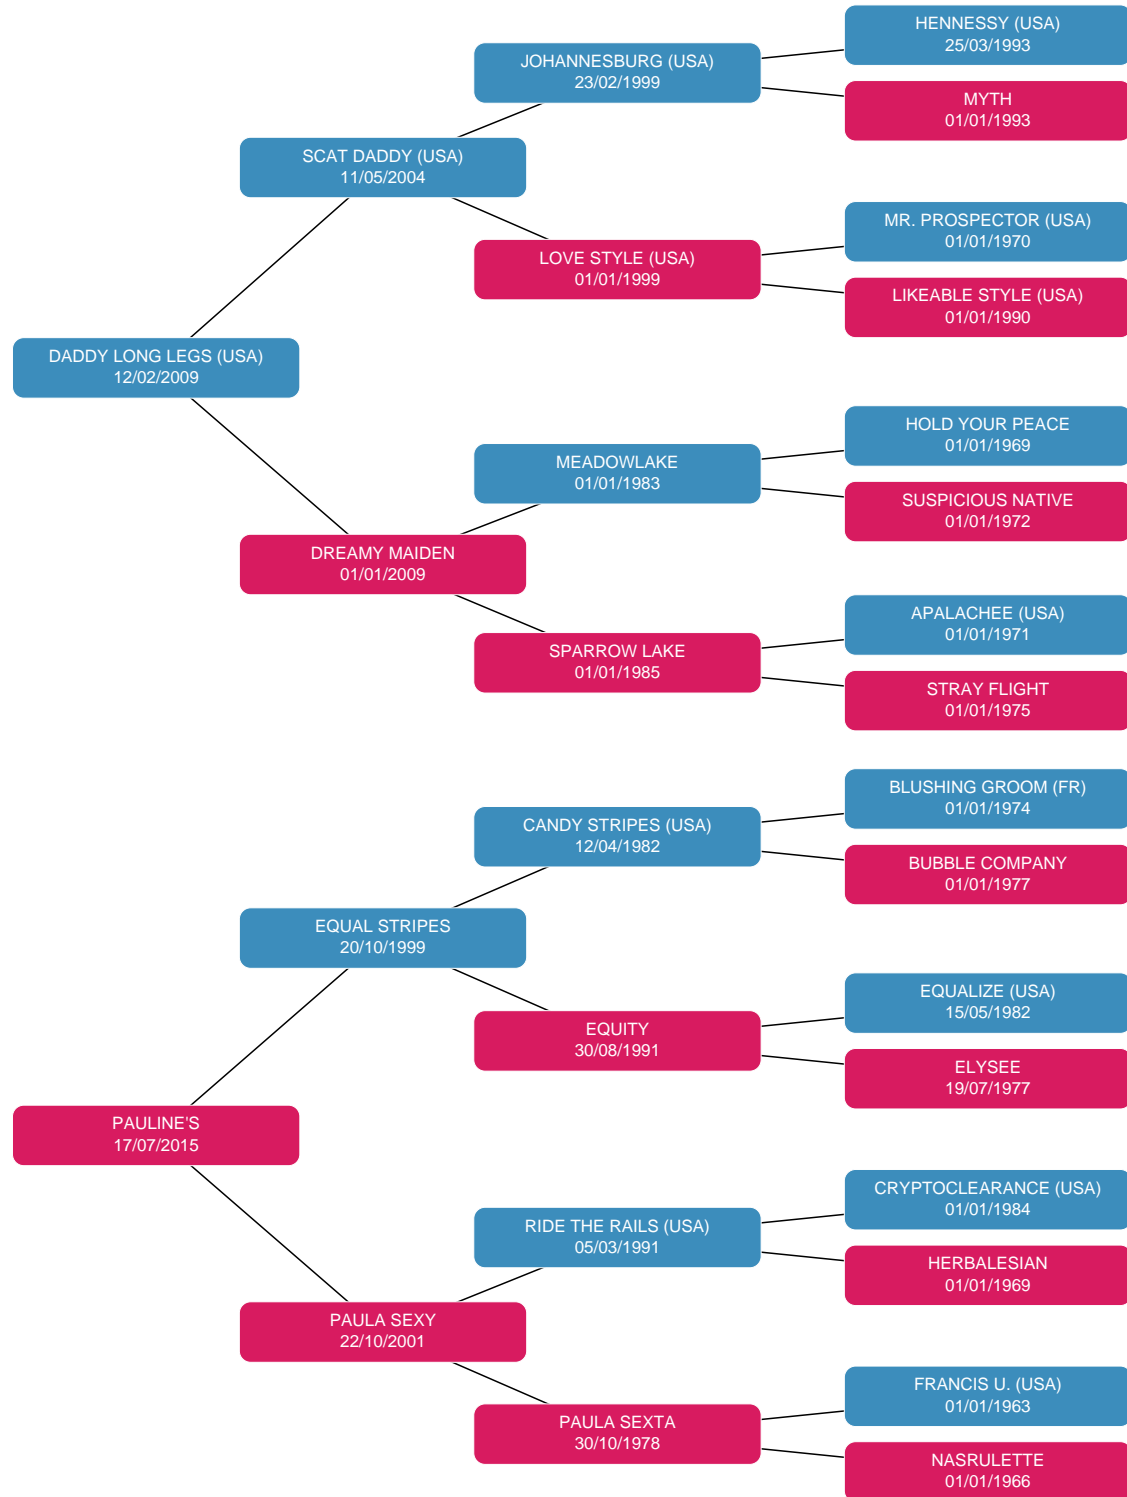 HENNESSY (USA)
25/03/1993
JOHANNESBURG (USA)
23/02/1999
MYTH
01/01/1993
SCAT DADDY (USA)
11/05/2004
MR. PROSPECTOR (USA)
01/01/1970
LOVE STYLE (USA)
01/01/1999
LIKEABLE STYLE (USA)
01/01/1990
DADDY LONG LEGS (USA)
12/02/2009
HOLD YOUR PEACE
01/01/1969
MEADOWLAKE
01/01/1983
SUSPICIOUS NATIVE
01/01/1972
DREAMY MAIDEN
01/01/2009
APALACHEE (USA)
01/01/1971
SPARROW LAKE
01/01/1985
STRAY FLIGHT
01/01/1975
BLUSHING GROOM (FR)
01/01/1974
CANDY STRIPES (USA)
12/04/1982
BUBBLE COMPANY
01/01/1977
EQUAL STRIPES
20/10/1999
EQUALIZE (USA)
15/05/1982
EQUITY
30/08/1991
ELYSEE
19/07/1977
PAULINE'S
17/07/2015
CRYPTOCLEARANCE (USA)
01/01/1984
RIDE THE RAILS (USA)
05/03/1991
HERBALESIAN
01/01/1969
PAULA SEXY
22/10/2001
FRANCIS U. (USA)
01/01/1963
PAULA SEXTA
30/10/1978
NASRULETTE
01/01/1966